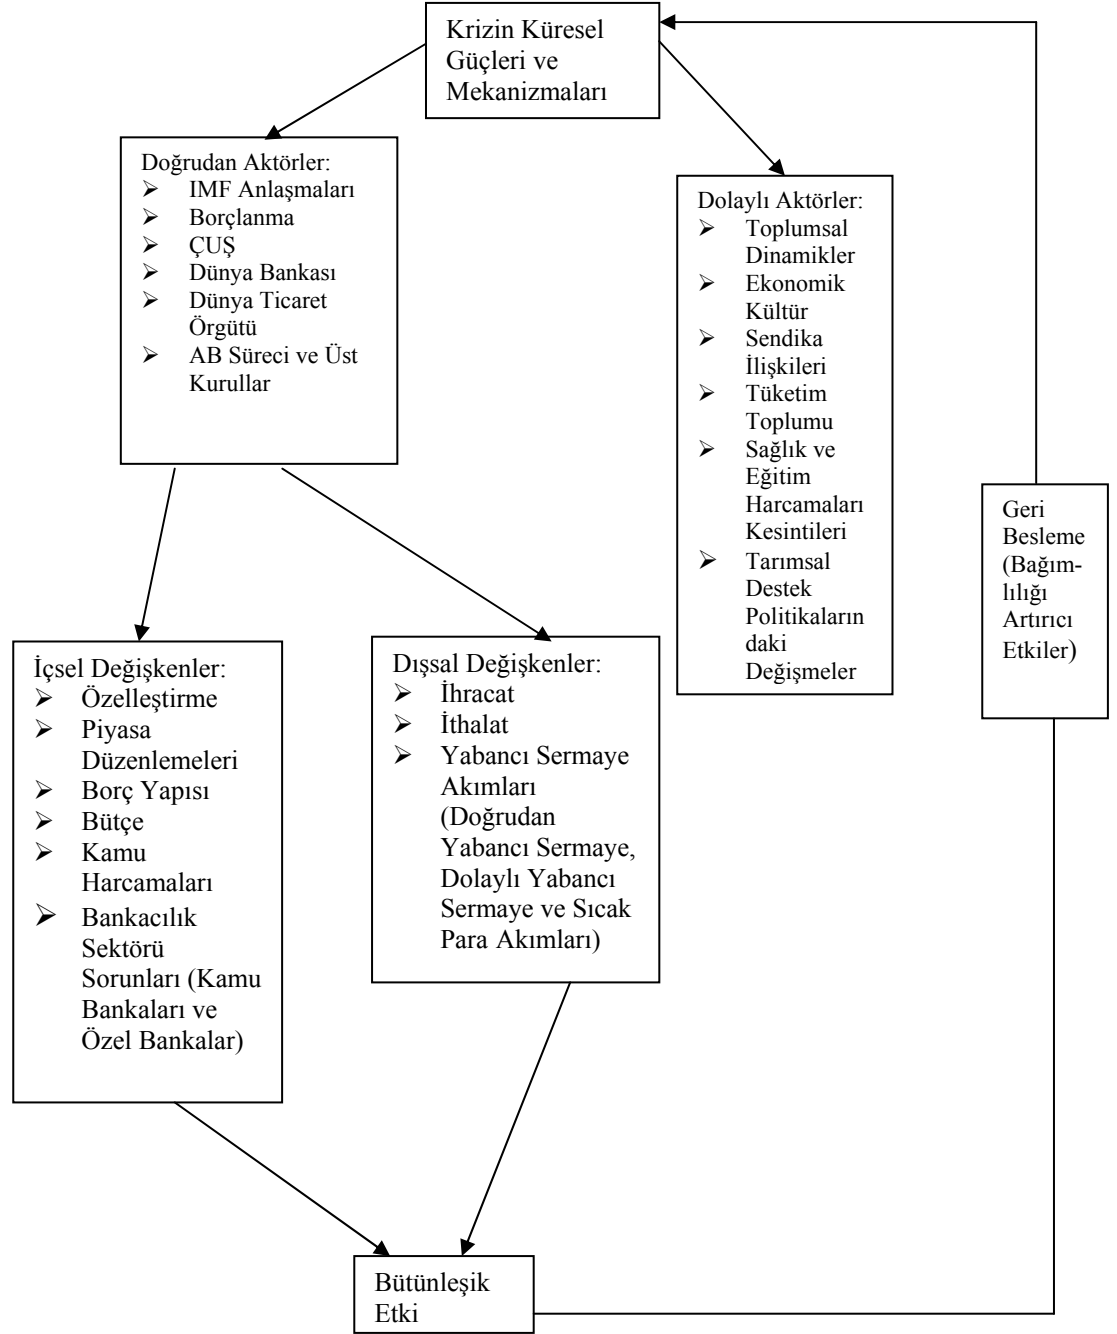 Krizin Küresel
Güçleri ve
Mekanizmaları
Doğrudan Aktörler:
➢ IMF Anlaşmaları
➢ Borçlanma
➢ ÇUŞ
➢ Dünya Bankası
➢ Dünya Ticaret
Örgütü
➢ AB Süreci ve Üst
Kurullar
Dolaylı Aktörler:
➢ Toplumsal
Dinamikler
➢ Ekonomik
Kültür
➢ Sendika
İlişkileri
➢ Tüketim
Toplumu
➢ Sağlık ve
Eğitim
Harcamaları
Kesintileri
➢ Tarımsal
Destek
Politikaların
daki
Değişmeler
Geri
Besleme
(Bağım-
lılığı
Artırıcı
Etkiler)
İçsel Değişkenler:
➢ Özelleştirme
➢ Piyasa
Düzenlemeleri
➢ Borç Yapısı
➢ Bütçe
➢ Kamu
Harcamaları
➢ Bankacılık
Sektörü
Sorunları (Kamu
Bankaları ve
Özel Bankalar)
Dışsal Değişkenler:
➢ İhracat
➢ İthalat
➢ Yabancı Sermaye
Akımları
(Doğrudan
Yabancı Sermaye,
Dolaylı Yabancı
Sermaye ve Sıcak
Para Akımları)
Bütünleşik
Etki